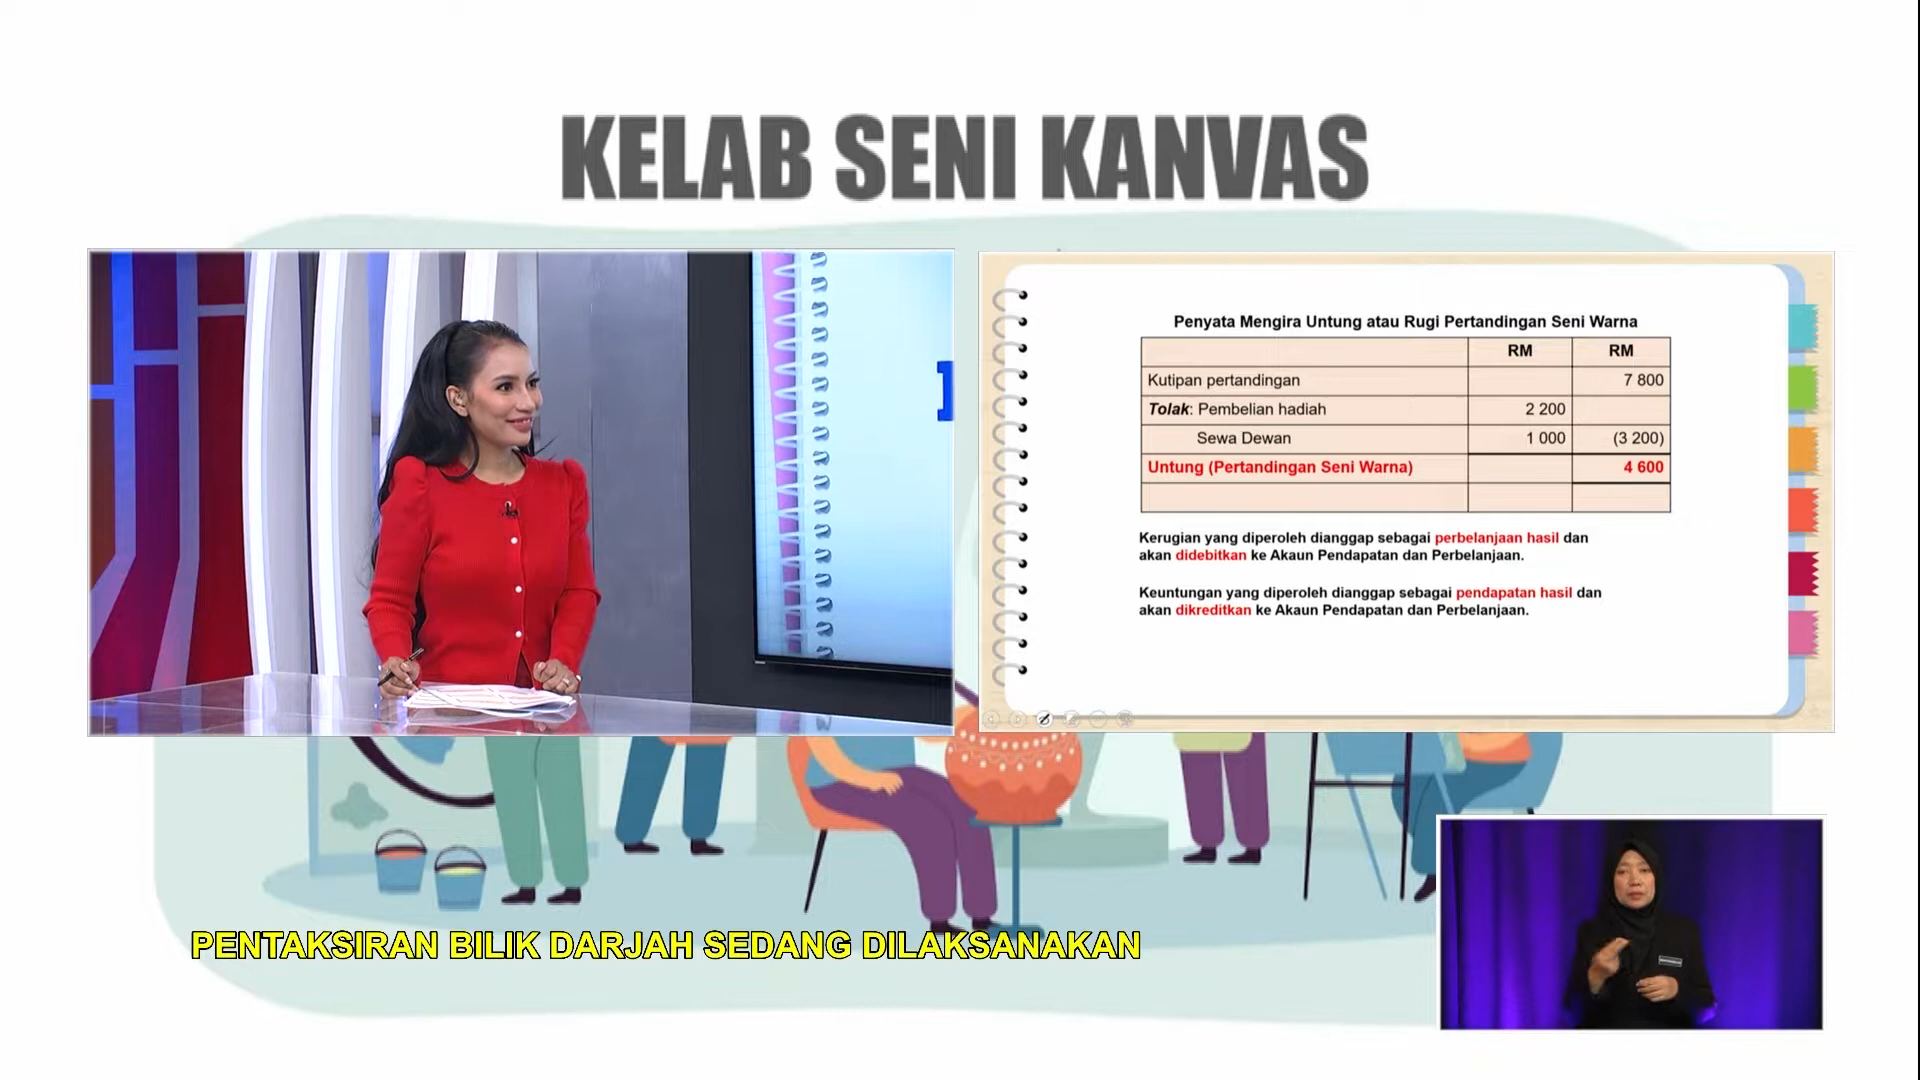 KELAB SENI KANVAS
Penyata Mengira Untung atau Rugi Pertandingan Seni Warna
RM RM
Kutipan pertandingan 7 800
Tolak: Pembelian hadiah 2 200
Sewa Dewan 1 000 (3 200)
Untung (Pertandingan Seni Warna) 4 600
Kerugian yang diperoleh dianggap sebagai perbelanjaan hasil dan
akan didebitkan ke Akaun Pendapatan dan Perbelanjaan.
Keuntungan yang diperoleh dianggap sebagai pendapatan hasil dan
akan dikreditkan ke Akaun Pendapatan dan Perbelanjaan.
PENTAKSIRAN BILIK DARJAH SEDANG DILAKSANAKAN